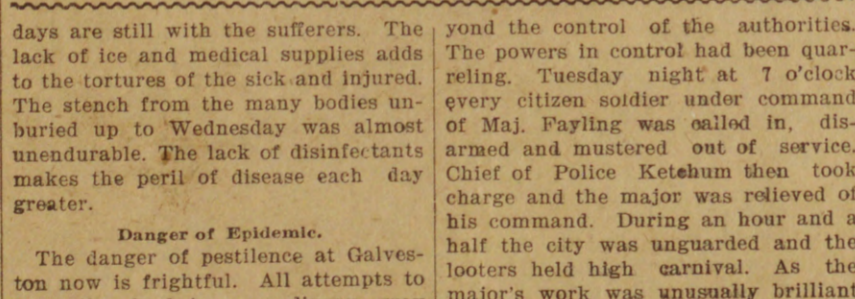 days are still with the sufferers. The
lack of ice and medical supplies adds
to the tortures of the sick and injured.
The stench from the many bodies un-
buried up to Wednesday was almost
unendurable. The lack of disinfectants
makes the peril of disease each day
greater.
Danger of Epidemic.
The danger of pestilence at Galves-
ton now is frightful. All attempts to
yond the control of the authorities.
The powers in control had been quar-
reling. Tuesday night at 7 o'clock
every citizen soldier under command
of Maj. Fayling was called in, dis-
armed and mustered out of service.
Chief of Police Ketchum then took
charge and the major was relieved of
his command. During an hour and a
half the city was unguarded and the
looters held high carnival. As the
major's work was unusually brilliant